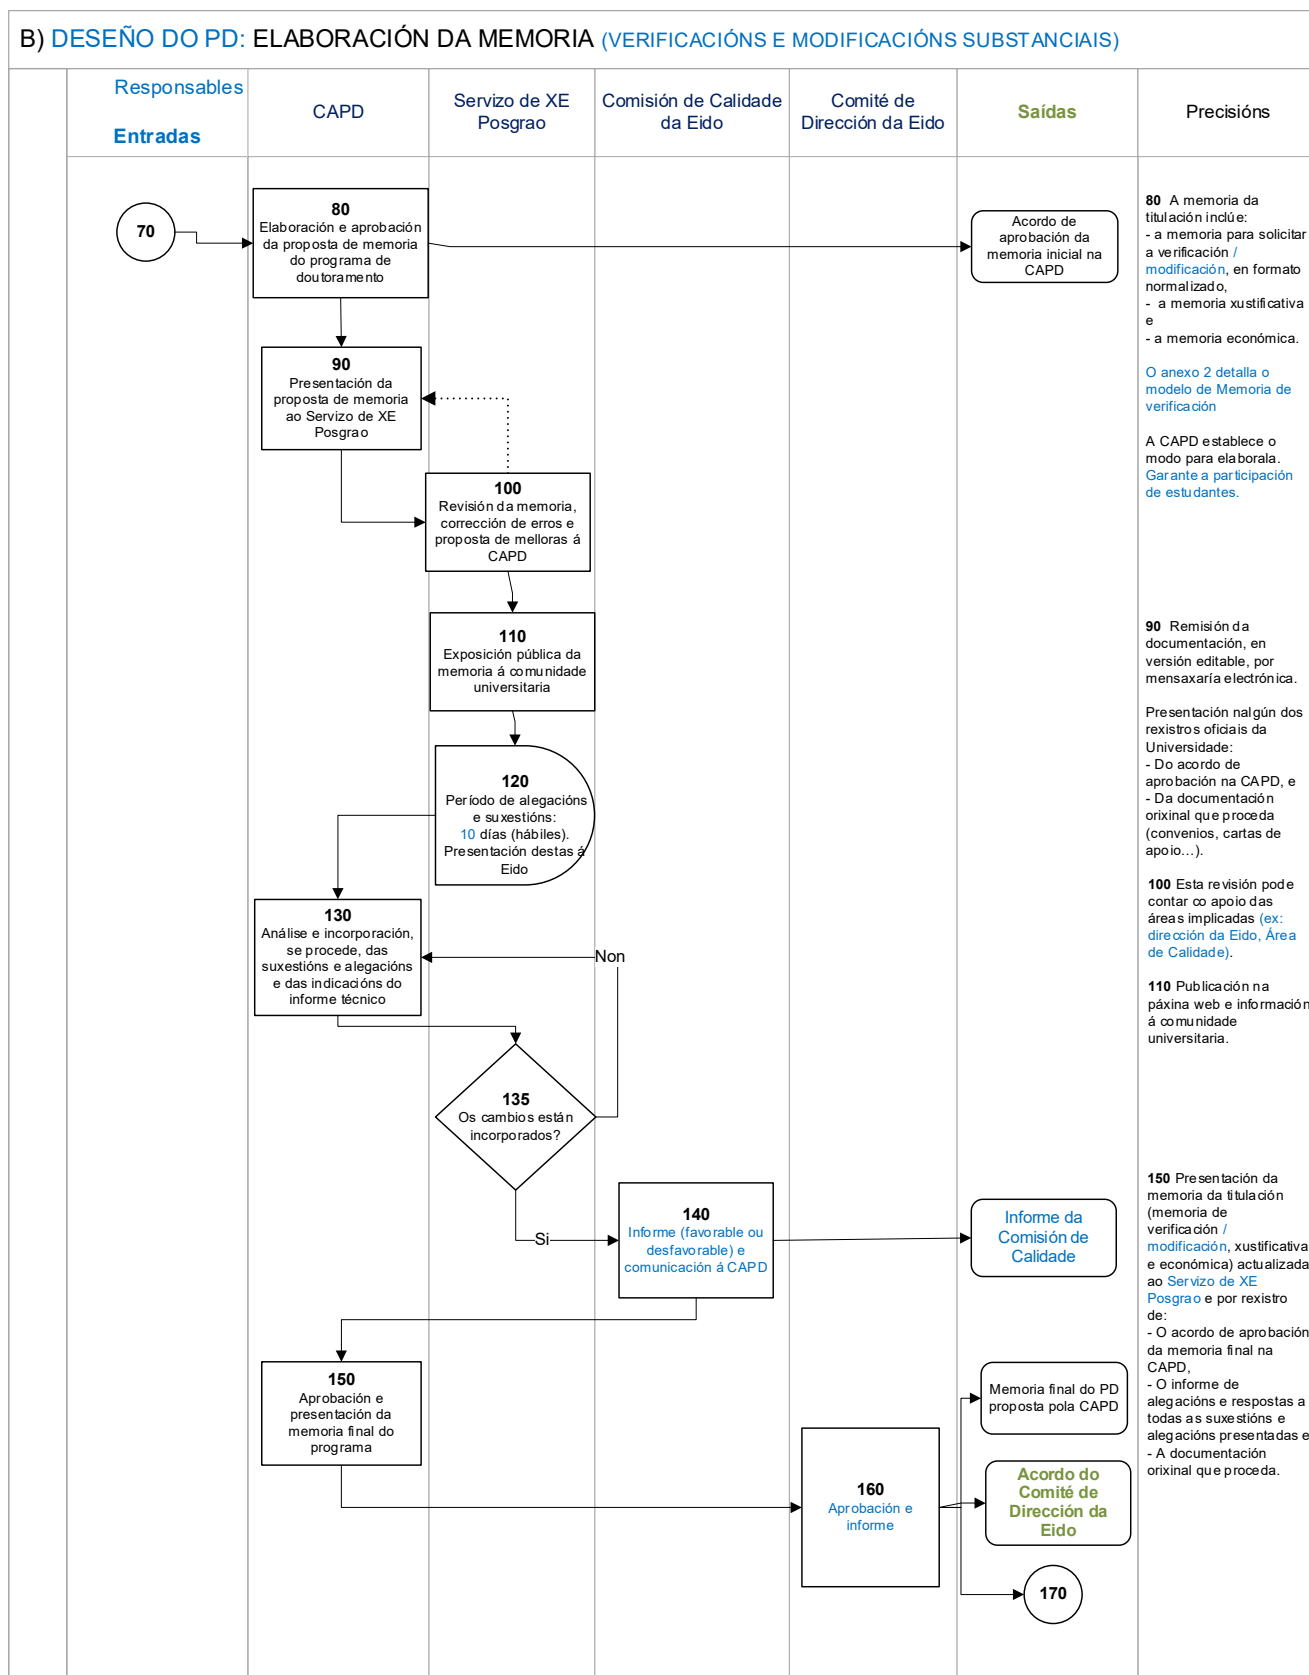 B) DESEÑO DO PD: ELABORACIÓN DA MEMORIA (VERIFICACIÓNS E MODIFICACIÓNS SUBSTANCIAIS)
Responsables
Entradas
CAPD
Servizo de XE
Posgrao
Comisión de Calidade
da Eido
Comité de
Dirección da Eido
Saídas
Precisións
70
80
Elaboración e aprobación
da proposta de memoria
do programa de
doutoramento
Acordo de
aprobación da
memoria inicial na
CAPD
80 A memoria da
titulación inclúe:
- a memoria para solicitar
a verificación /
modificación, en formato
normalizado,
- a memoria xustificativa
e
- a memoria económica.
O anexo 2 detalla o
modelo de Memoria de
verificación
A CAPD establece o
modo para elaborala.
Garante a participación
de estudantes.
90
Presentación da
proposta de memoria
ao Servizo de XE
Posgrao
100
Revisión da memoria,
corrección de erros e
proposta de melloras á
CAPD
110
Exposición pública da
memoria á comunidade
universitaria
90 Remisión da
documentación, en
versión editable, por
mensaxaría electrónica.
Presentación nalgún dos
rexistros oficiais da
Universidade:
- Do acordo de
aprobación na CAPD, e
- Da documentación
orixinal que proceda
(convenios, cartas de
apoio...).
120
Período de alegacións
e suxestións:
10 días (hábiles).
Presentación destas á
Eido
130
Análise e incorporación,
se procede, das
suxestións e alegacións
e das indicacións do
informe técnico
Non
100 Esta revisión pode
contar co apoio das
áreas implicadas (ex:
dirección da Eido, Área
de Calidade).
110 Publicación na
páxina web e información
á comunidade
universitaria.
135
Os cambios están
incorporados?
Si
140
Informe (favorable ou
desfavorable) e
comunicación á CAPD
Informe da
Comisión de
Calidade
150 Presentación da
memoria da titulación
(memoria de
verificación /
modificación, xustificativa
e económica) actualizada
ao Servizo de XE
Posgrao e por rexistro
de:
- O acordo de aprobación
da memoria final na
CAPD,
- O informe de
alegacións e respostas a
todas as suxestións e
alegacións presentadas e
- A documentación
orixinal que proceda.
150
Aprobación e
presentación da
memoria final do
programa
Memoria final do PD
proposta pola CAPD
160
Aprobación e
informe
Acordo do
Comité de
Dirección da
Eido
170